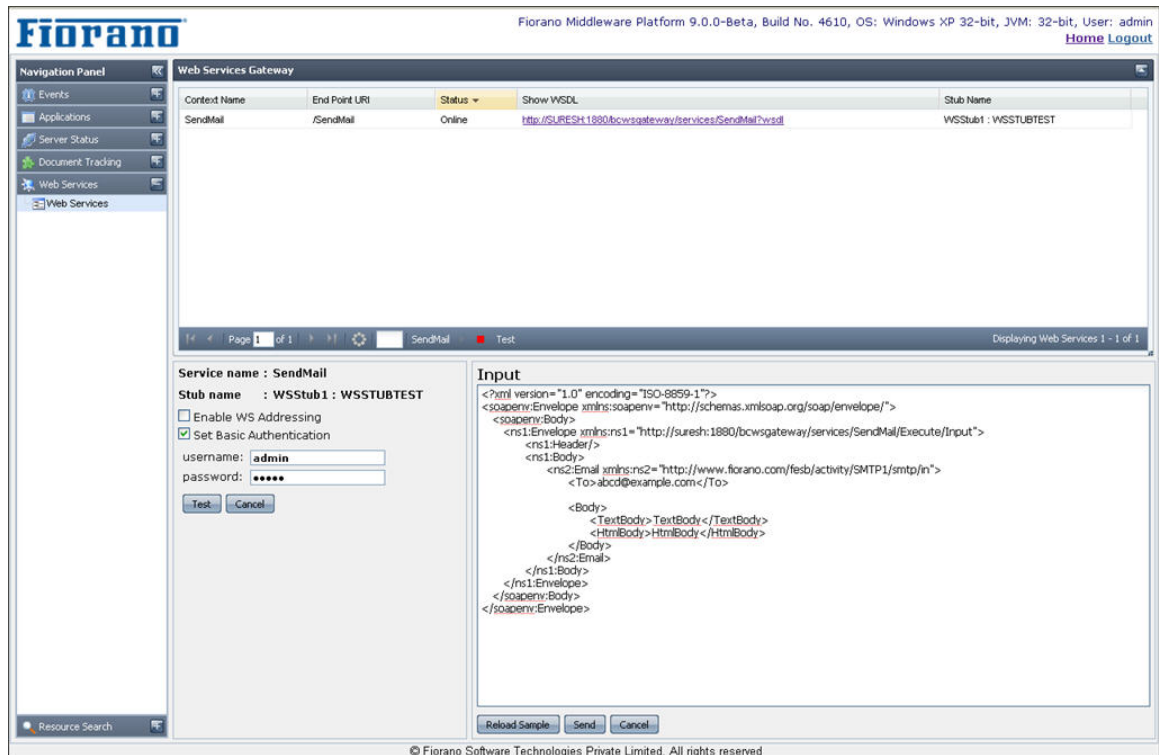 Fiorano
Fiorano Middleware Platform 9.0.0-Beta, Build No. 4610, OS: Windows XP 32-bit, JVM: 32-bit, User: admin
Home Logout
Navigation Panel
Events
Applications
Server Status
Document Tracking
Web Services
Web Services
Resource Search
Web Services Gateway
Context Name End Point URI Status Show WSDL Stub Name
SendMail /SendMail Online http://SURESH:1880/bcwsgateway/services/SendMail?wsdl WSStub1 : WSSTUBTEST
Page 1 of 1 SendMail Test Displaying Web Services 1 - 1 of 1
Service name : SendMail
Stub name : WSStub1 : WSSTUBTEST
Enable WS Addressing
Set Basic Authentication
username: admin
password: •••••
Test Cancel
Input
<?xml version="1.0" encoding="ISO-8859-1"?>
<soapenv:Envelope xmlns:soapenv="http://schemas.xmlsoap.org/soap/envelope/">
<soapenv:Body>
<ns1:Envelope xmlns:ns1="http://suresh:1880/bcwsgateway/services/SendMail/Execute/Input">
<ns1:Header/>
<ns1:Body>
<ns2:Email xmlns:ns2="http://www.fiorano.com/fesb/activity/SMTP1/smtp/in">
<To>abcd@example.com</To>
<Body>
<TextBody>TextBody</TextBody>
<HtmlBody>HtmlBody</HtmlBody>
</Body>
</ns2:Email>
</ns1:Body>
</ns1:Envelope>
</soapenv:Body>
</soapenv:Envelope>
Reload Sample Send Cancel
© Fiorano Software Technologies Private Limited. All rights reserved